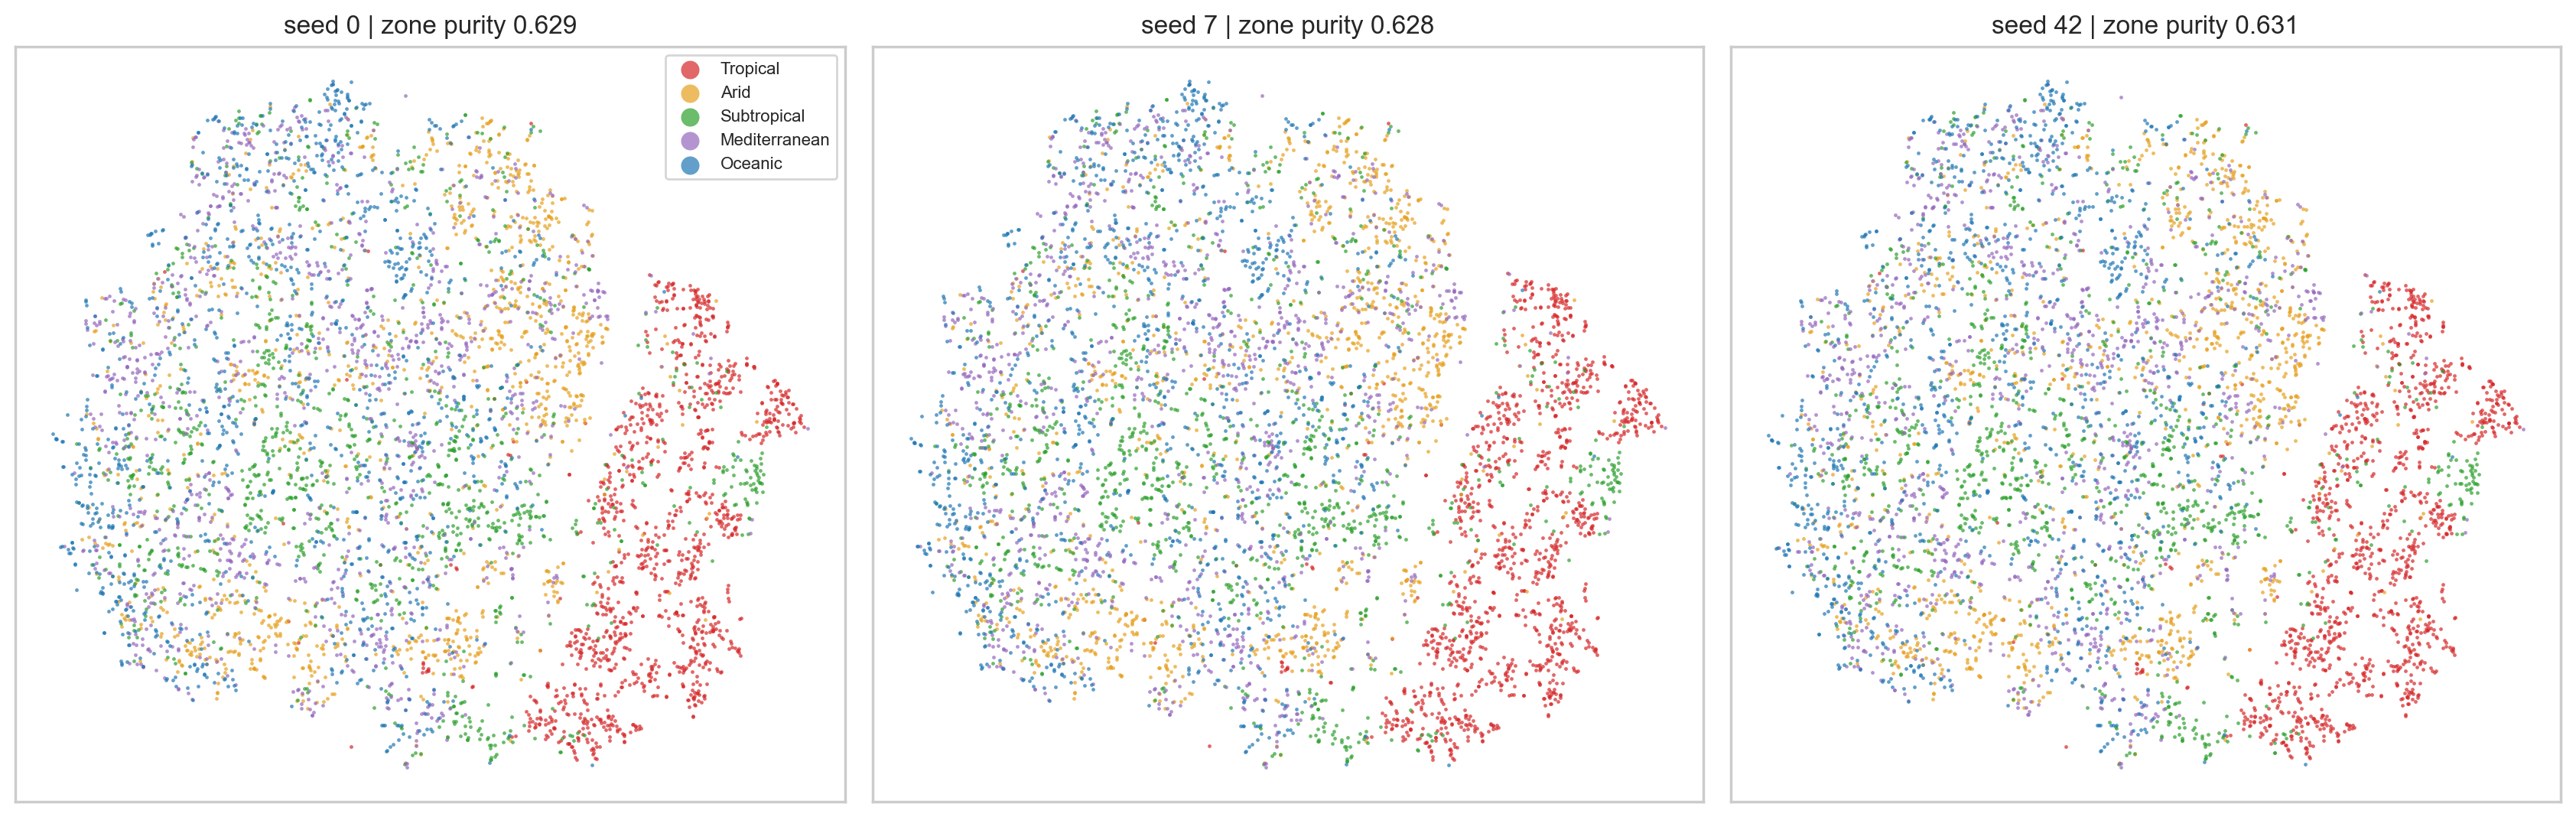 seed 0 | zone purity 0.629
Tropical
Arid
Subtropical
Mediterranean
Oceanic
seed 7 | zone purity 0.628
seed 42 | zone purity 0.631